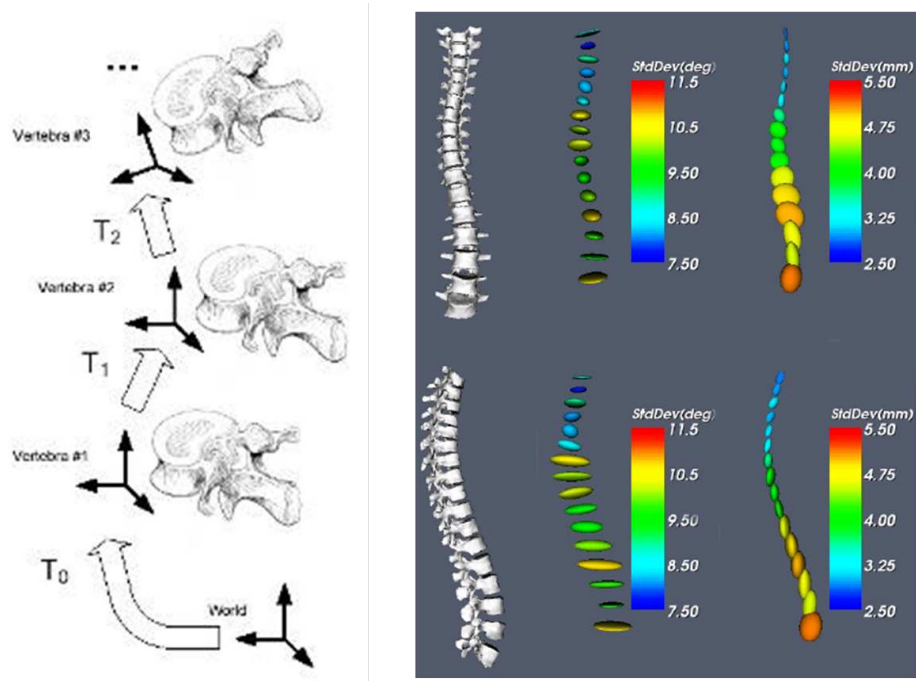 ...
Vertebra #3
T2
Vertebra #2
T1
Vertebra #1
T0
World
StdDev(deg)
11.5
10.5
9.50
8.50
7.50
StdDev(mm)
5.50
4.75
4.00
3.25
2.50
StdDev(deg)
11.5
10.5
9.50
8.50
7.50
StdDev(mm)
5.50
4.75
4.00
3.25
2.50